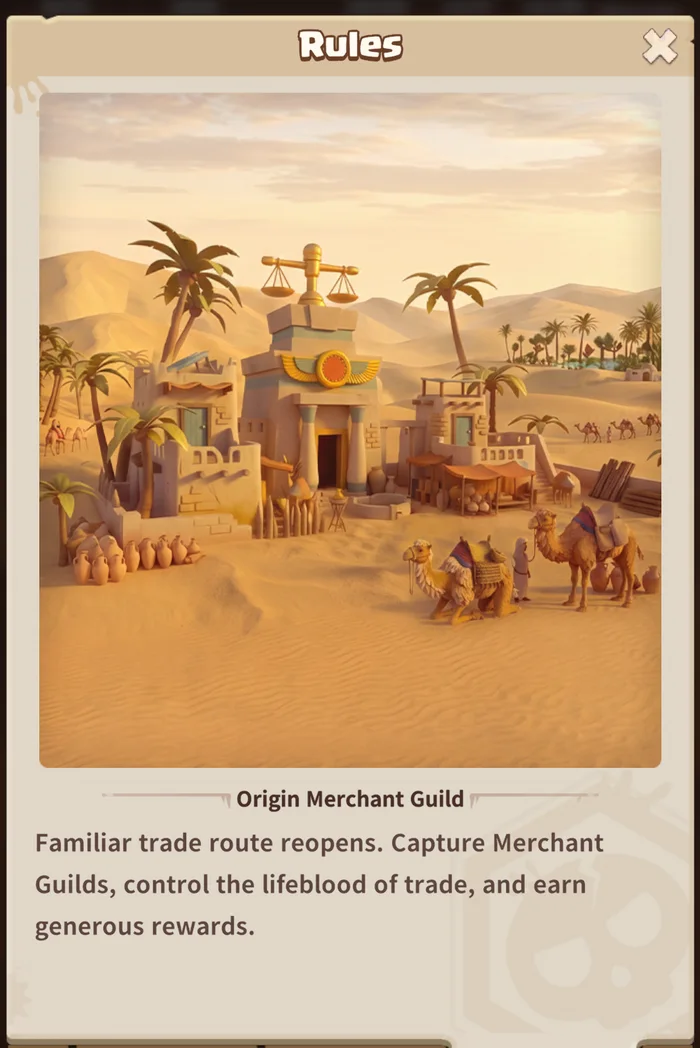 Rules
Origin Merchant Guild
Familiar trade route reopens. Capture Merchant
Guilds, control the lifeblood of trade, and earn
generous rewards.